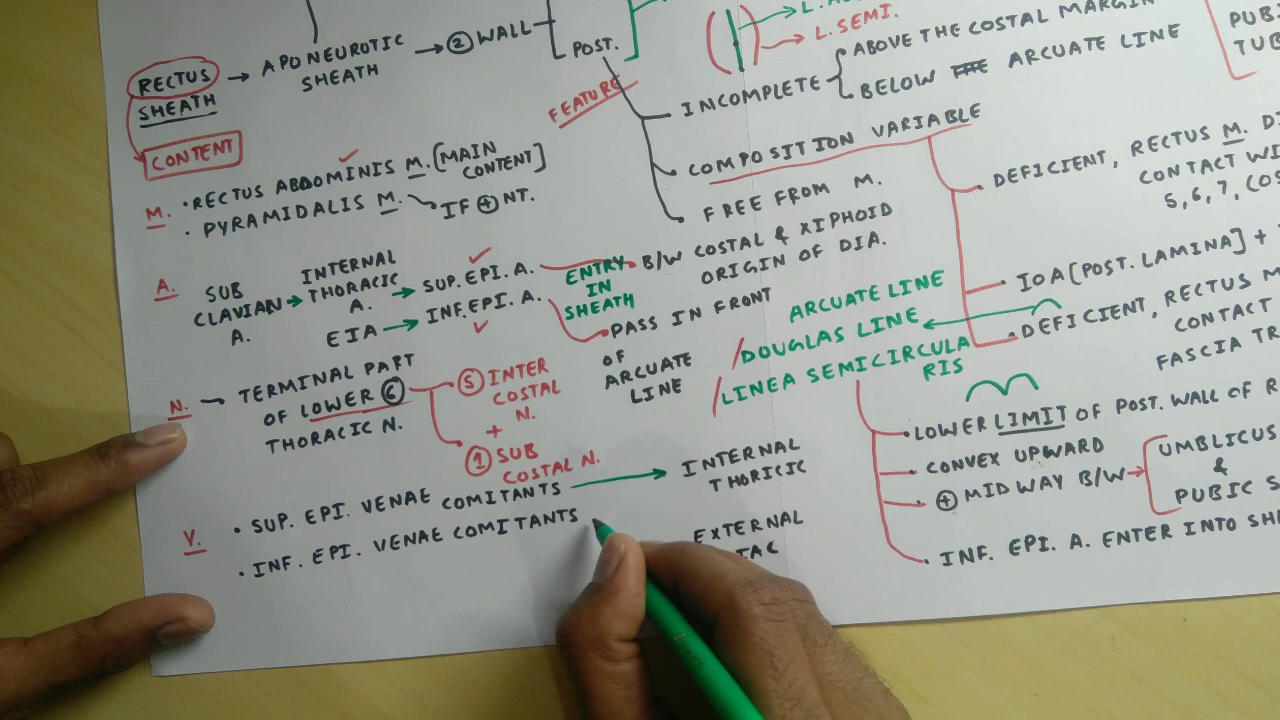 L. SEMI.
RECTUS
SHEATH
APONEUROTIC
SHEATH
② WALL
POST.
CONTENT
FEATURE
INCOMPLETE
ABOVE THE COSTAL MARGIN
BELOW ARCUATE LINE
COMPOSITION VARIABLE
FREE FROM M.
M.
• RECTUS ABDOMINIS M. [MAIN
CONTENT]
• PYRAMIDALIS M.
IF ⊕NT.
A.
SUB
CLAVIAN
A.
INTERNAL
THORACIC
A.
SUP. EPI. A.
EIA
INF. EPI. A.
ENTRY
IN
SHEATH
B/W COSTAL & XIPHOID
ORIGIN OF DIA.
PASS IN FRONT
OF
ARCUATE
LINE
N.
TERMINAL PART
OF LOWER ⑥
THORACIC N.
⑤ INTER
COSTAL
N.
+
① SUB
COSTAL N.
V.
• SUP. EPI. VENAE COMITANTS
INTERNAL
THORICIC
• INF. EPI. VENAE COMITANTS
EXTERNAL
ARCUATE LINE
/DOUGLAS LINE
/LINEA SEMICIRCULA
RIS
LOWER LIMIT OF POST. WALL OF R
CONVEX UPWARD
⊕ MIDWAY B/W
UMBLICUS
&
PUBIC S
INF. EPI. A. ENTER INTO SH
DEFICIENT, RECTUS M. DI
CONTACT WI
5, 6, 7, COS
IOA [POST. LAMINA] +
DEFICIENT, RECTUS M
CONTACT
FASCIA TR
PUB
TUB